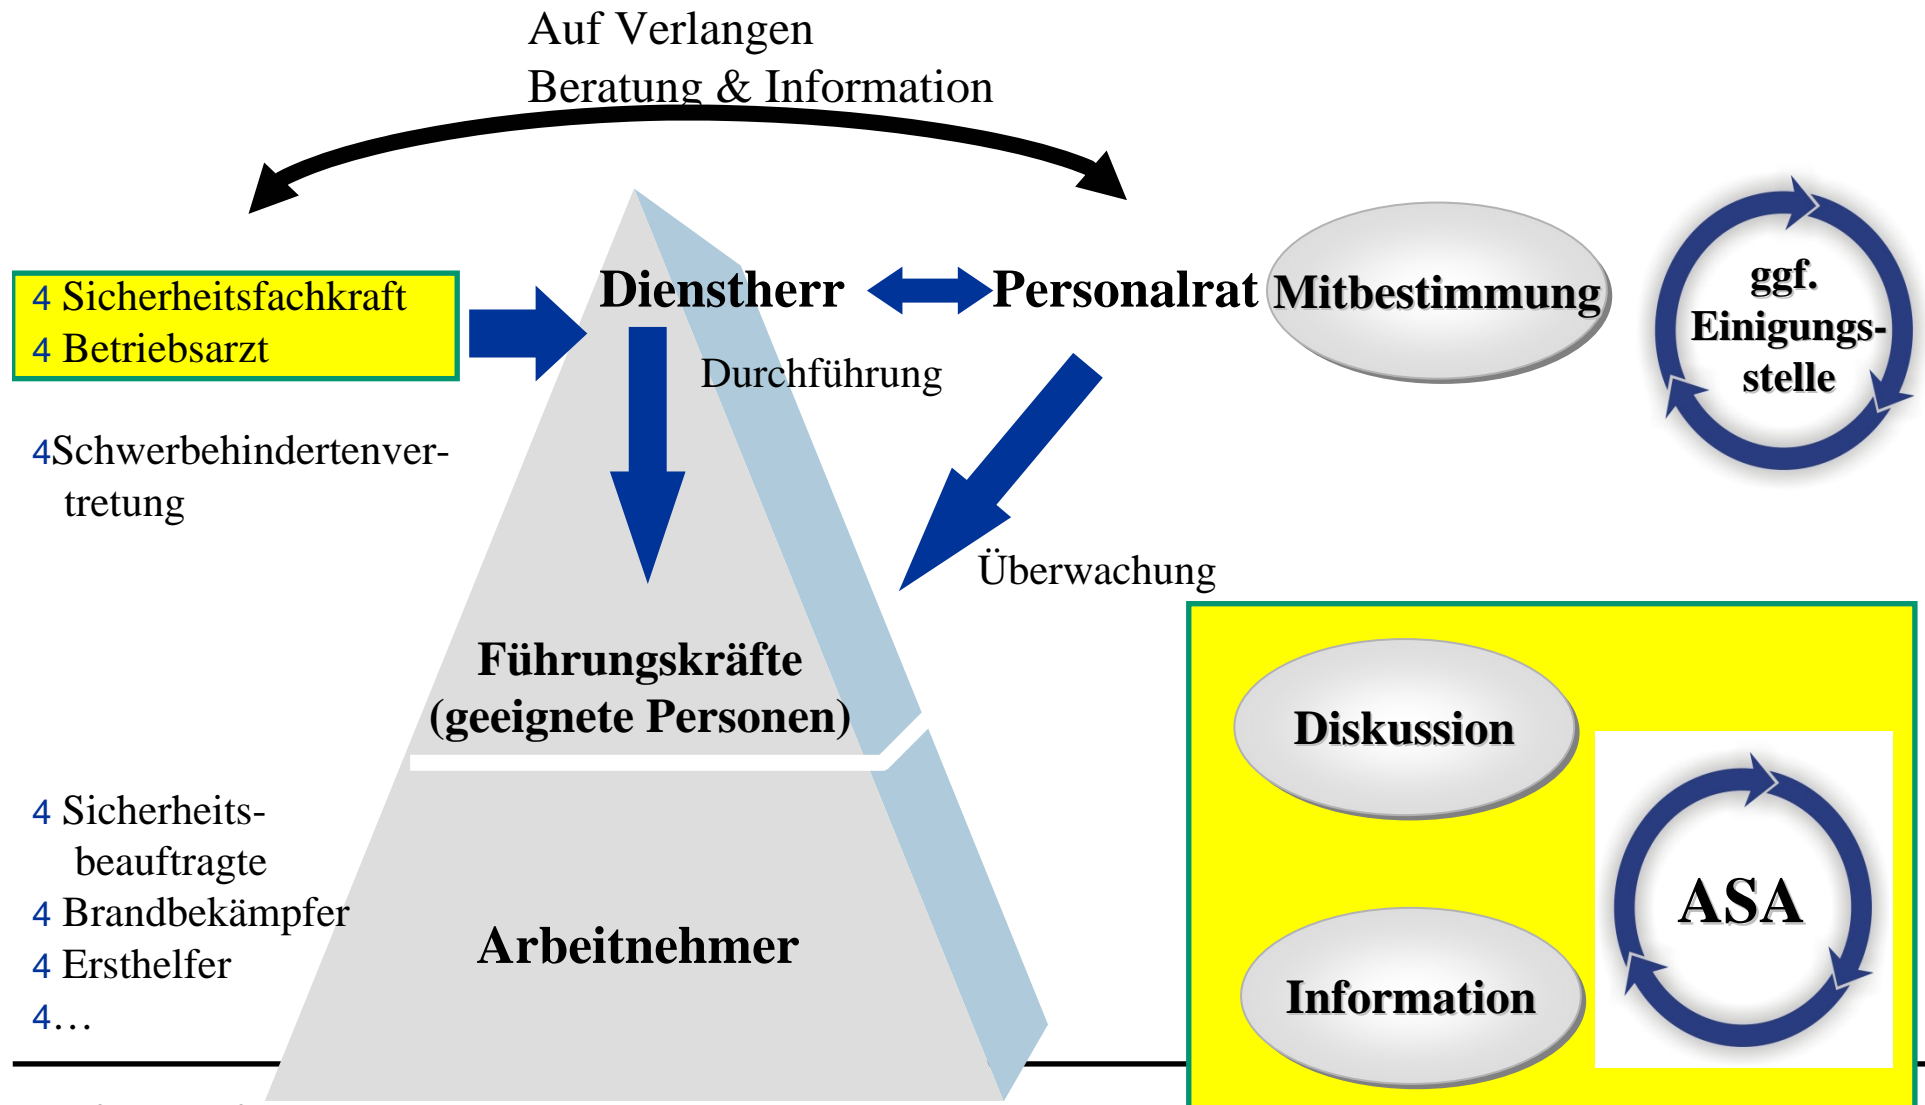 Auf Verlangen
Beratung & Information
4 Sicherheitsfachkraft
4 Betriebsarzt
Dienstherr
Personalrat
Mitbestimmung
ggf.
Einigungs-
stelle
Durchführung
4Schwerbehindertenver-
tretung
Überwachung
Führungskräfte
(geeignete Personen)
Diskussion
4 Sicherheits-
beauftragte
4 Brandbekämpfer
4 Ersthelfer
4…
Arbeitnehmer
ASA
Information